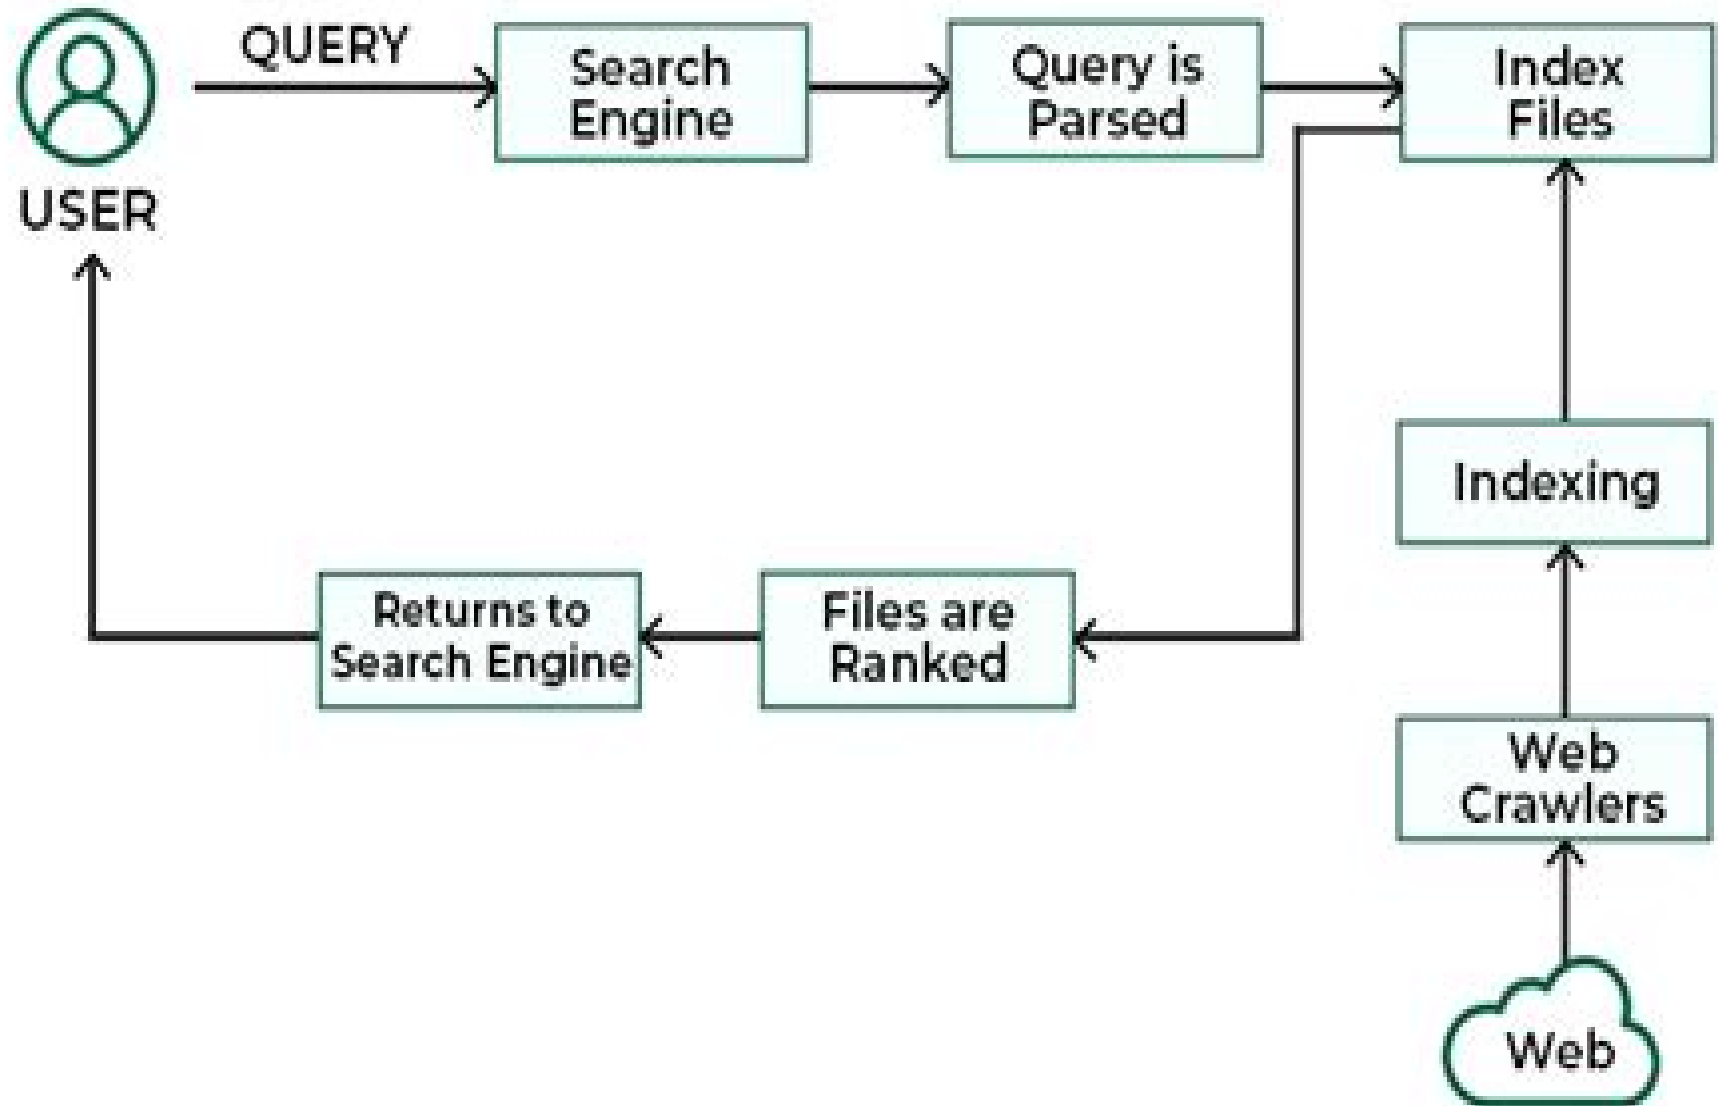 QUERY
Search
Engine
Query is
Parsed
Index
Files
USER
Indexing
Returns to
Search Engine
Files are
Ranked
Web
Crawlers
Web